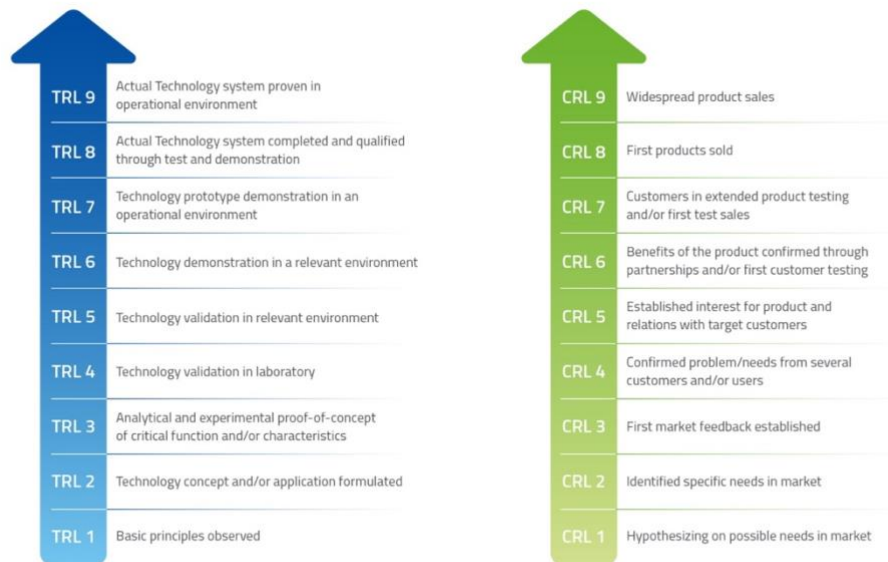 TRL 9
Actual Technology system proven in
operational environment
TRL 8
Actual Technology system completed and qualified
through test and demonstration
TRL 7
Technology prototype demonstration in an
operational environment
TRL 6
Technology demonstration in a relevant environment
TRL 5
Technology validation in relevant environment
TRL 4
Technology validation in laboratory
TRL 3
Analytical and experimental proof-of-concept
of critical function and/or characteristics
TRL 2
Technology concept and/or application formulated
TRL 1
Basic principles observed
CRL 9
Widespread product sales
CRL 8
First products sold
CRL 7
Customers in extended product testing
and/or first test sales
CRL 6
Benefits of the product confirmed through
partnerships and/or first customer testing
CRL 5
Established interest for product and
relations with target customers
CRL 4
Confirmed problem/needs from several
customers and/or users
CRL 3
First market feedback established
CRL 2
Identified specific needs in market
CRL 1
Hypothesizing on possible needs in market